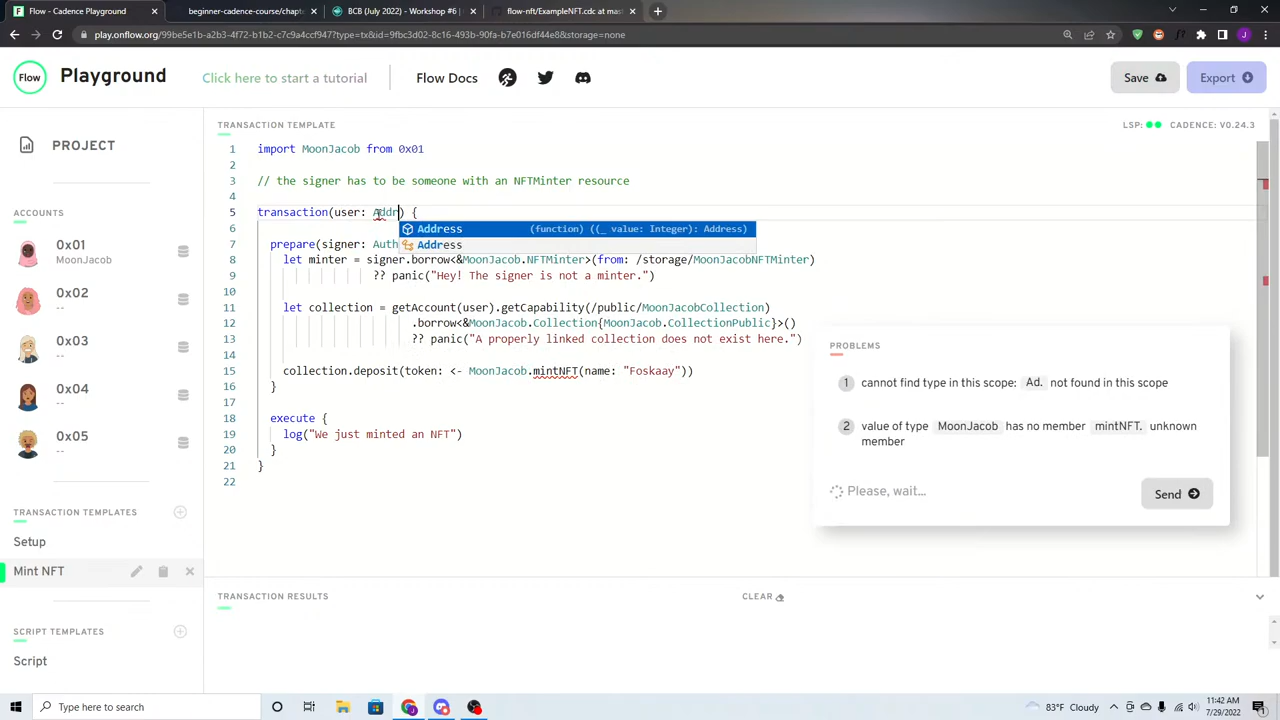 Flow - Cadence Playground
beginner-cadence-course/chapte
BCB (July 2022) - Workshop #6 |
flow-nft/ExampleNFT.cdc at mast
play.onflow.org/99be5e1b-a2b3-4f72-b1b2-c7c9a4ccf947?type=tx&id=9fbc3d02-8c16-493b-90fa-b7e016df44e8&storage=none
Flow
Playground
Click here to start a tutorial
Flow Docs
Save
Export
PROJECT
TRANSACTION TEMPLATE
LSP:
CADENCE: V0.24.3
ACCOUNTS
0x01
MoonJacob
0x02
--
0x03
--
0x04
--
0x05
--
TRANSACTION TEMPLATES
Setup
Mint NFT
SCRIPT TEMPLATES
Script
1 import MoonJacob from 0x01
2
3 // the signer has to be someone with an NFTMinter resource
4
5 transaction(user: Addr) {
6
Address (function) ((_ value: Integer): Address)
7 prepare(signer: Auth
Address
8 let minter = signer.borrow<&MoonJacob.NFTMinter>(from: /storage/MoonJacobNFTMinter)
9 ?? panic("Hey! The signer is not a minter.")
10
11 let collection = getAccount(user).getCapability(/public/MoonJacobCollection)
12 .borrow<&MoonJacob.Collection{MoonJacob.CollectionPublic}>()
13 ?? panic("A properly linked collection does not exist here.")
14
15 collection.deposit(token: <- MoonJacob.mintNFT(name: "Foskaay"))
16 }
17
18 execute {
19 log("We just minted an NFT")
20 }
21 }
22
PROBLEMS
1 cannot find type in this scope: Ad. not found in this scope
2 value of type MoonJacob has no member mintNFT. unknown
member
Please, wait...
Send
TRANSACTION RESULTS
CLEAR
Type here to search
83°F Cloudy
11:42 AM
7/29/2022